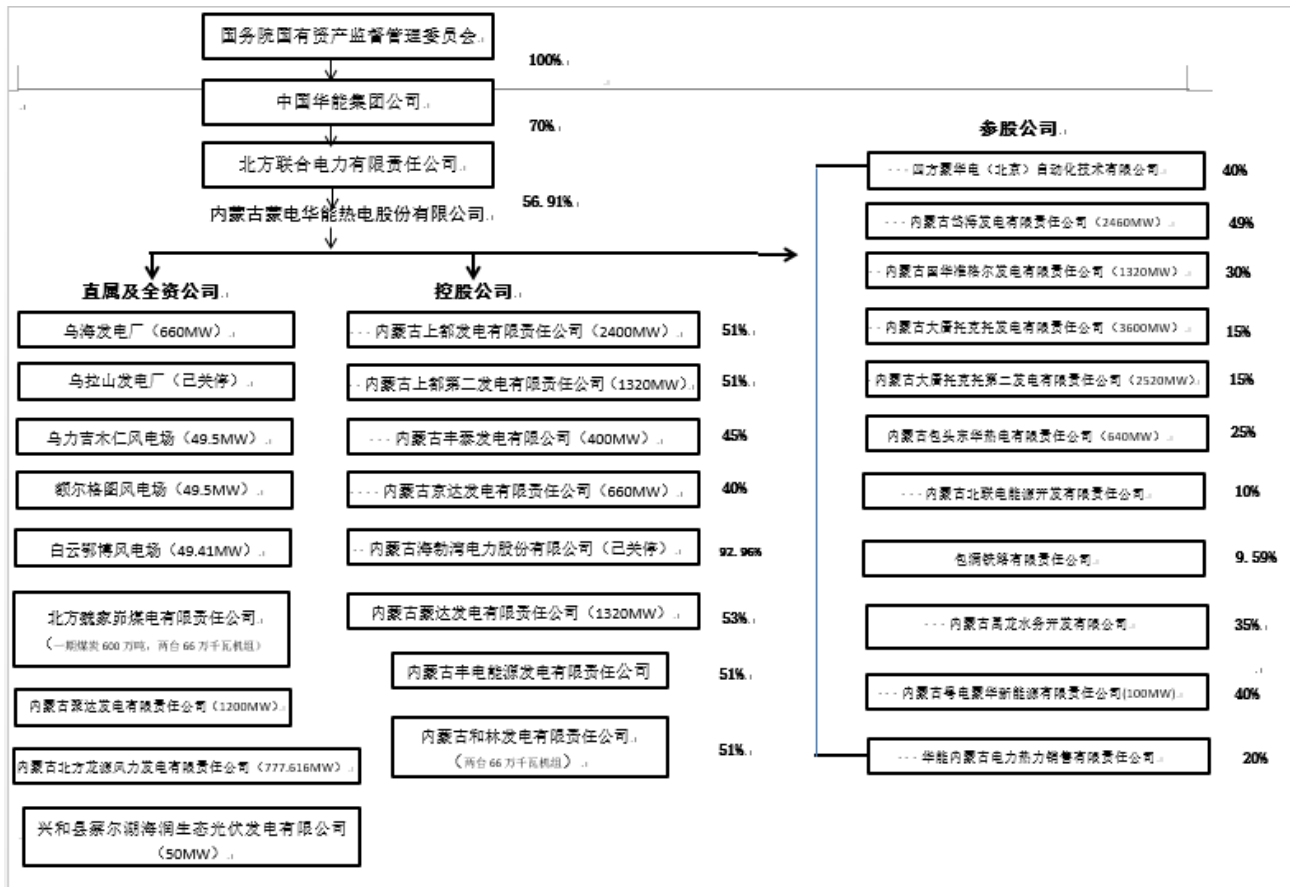 国务院国有资产监督管理委员会
100%
中国华能集团公司
70%
北方联合电力有限责任公司
56.91%
内蒙古蒙电华能热电股份有限公司
直属及全资公司
乌海发电厂（660MW）
乌拉山发电厂（已关停）
乌力吉木仁风电场（49.5MW）
额尔格图风电场（49.5MW）
白云鄂博风电场（49.41MW）
北方魏家峁煤电有限责任公司
（一期煤炭600万吨，两台66万千瓦机组）
内蒙古聚达发电有限责任公司（1200MW）
内蒙古北方龙源风力发电有限责任公司（777.616MW）
兴和县察尔湖海润生态光伏发电有限公司
（50MW）
控股公司
内蒙古上都发电有限责任公司（2400MW）
51%
内蒙古上都第二发电有限责任公司(1320MW)
51%
内蒙古丰泰发电有限公司（400MW）
45%
内蒙古京达发电有限责任公司（660MW）
40%
内蒙古海勃湾电力股份有限公司（已关停）
92.96%
内蒙古蒙达发电有限责任公司（1320MW）
53%
内蒙古丰电能源发电有限责任公司
51%
内蒙古和林发电有限责任公司
（两台66万千瓦机组）
51%
参股公司
四方蒙华电（北京）自动化技术有限公司
40%
内蒙古岱海发电有限责任公司（2460MW）
49%
内蒙古国华准格尔发电有限责任公司（1320MW）
30%
内蒙古大唐托克托发电有限责任公司（3600MW）
15%
内蒙古大唐托克托第二发电有限责任公司（2520MW）
15%
内蒙古包头东华热电有限责任公司（640MW）
25%
内蒙古北联电能源开发有限责任公司
10%
包满铁路有限责任公司
9.59%
内蒙古禹龙水务开发有限公司
35%
内蒙古粤电蒙华新能源有限责任公司(100MW)
40%
华能内蒙古电力热力销售有限责任公司
20%